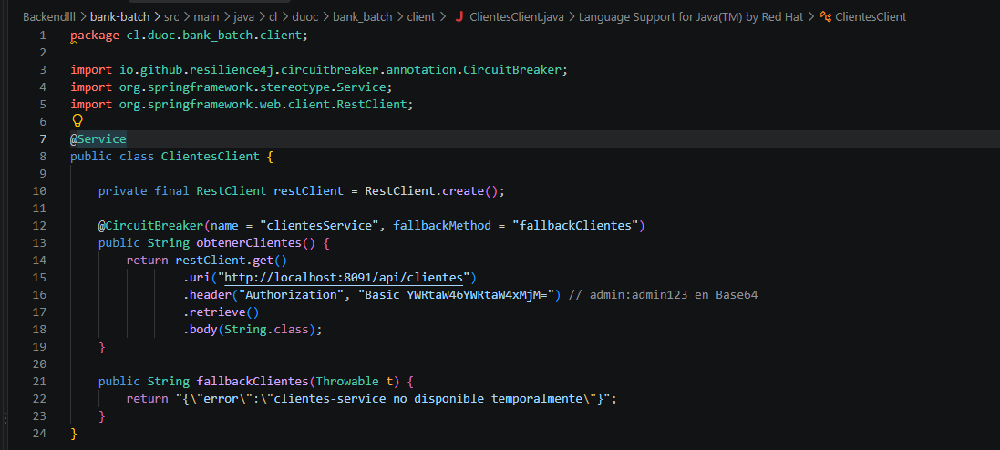 BackendIII > bank-batch > src > main > java > cl > duoc > bank_batch > client > J ClientesClient.java > Language Support for Java(TM) by Red Hat > ClientesClient
1 package cl.duoc.bank_batch.client;
2
3 import io.github.resilience4j.circuitbreaker.annotation.CircuitBreaker;
4 import org.springframework.stereotype.Service;
5 import org.springframework.web.client.RestClient;
6
7 @Service
8 public class ClientesClient {
9
10     private final RestClient restClient = RestClient.create();
11
12     @CircuitBreaker(name = "clientesService", fallbackMethod = "fallbackClientes")
13     public String obtenerClientes() {
14         return restClient.get()
15                 .uri("http://localhost:8091/api/clientes")
16                 .header("Authorization", "Basic YWRtaW46YWRtaW4xMjM=") // admin:admin123 en Base64
17                 .retrieve()
18                 .body(String.class);
19     }
20
21     public String fallbackClientes(Throwable t) {
22         return "{\"error\":\"clientes-service no disponible temporalmente\"}";
23     }
24 }